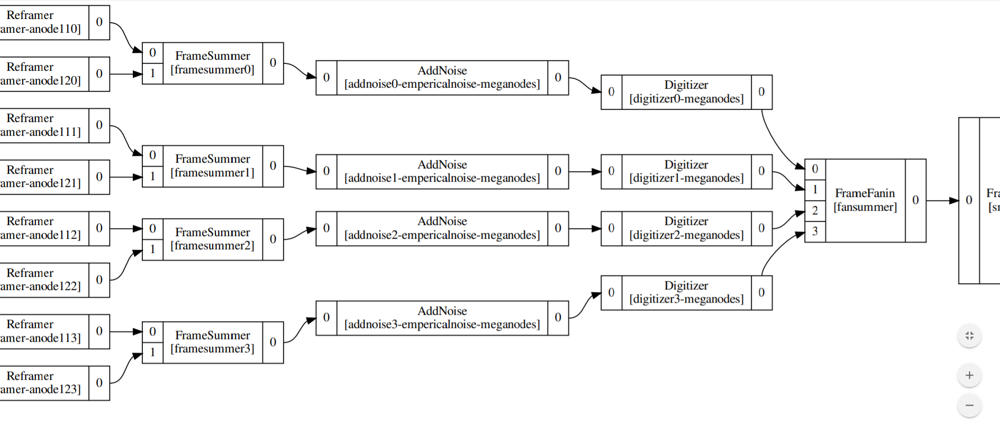 Reframer
amer-anode110]
0
Reframer
amer-anode120]
0
0
1
FrameSummer
[framesummer0]
0
0
AddNoise
[addnoise0-empericalnoise-meganodes]
0
0
Digitizer
[digitizer0-meganodes]
0
Reframer
amer-anode111]
0
Reframer
amer-anode121]
0
0
1
FrameSummer
[framesummer1]
0
0
AddNoise
[addnoise1-empericalnoise-meganodes]
0
0
Digitizer
[digitizer1-meganodes]
0
Reframer
amer-anode112]
0
Reframer
amer-anode122]
0
0
1
FrameSummer
[framesummer2]
0
0
AddNoise
[addnoise2-empericalnoise-meganodes]
0
0
Digitizer
[digitizer2-meganodes]
0
Reframer
amer-anode113]
0
Reframer
amer-anode123]
0
0
1
FrameSummer
[framesummer3]
0
0
AddNoise
[addnoise3-empericalnoise-meganodes]
0
0
Digitizer
[digitizer3-meganodes]
0
0
1
2
3
FrameFanin
[fansummer]
0
0
Fra